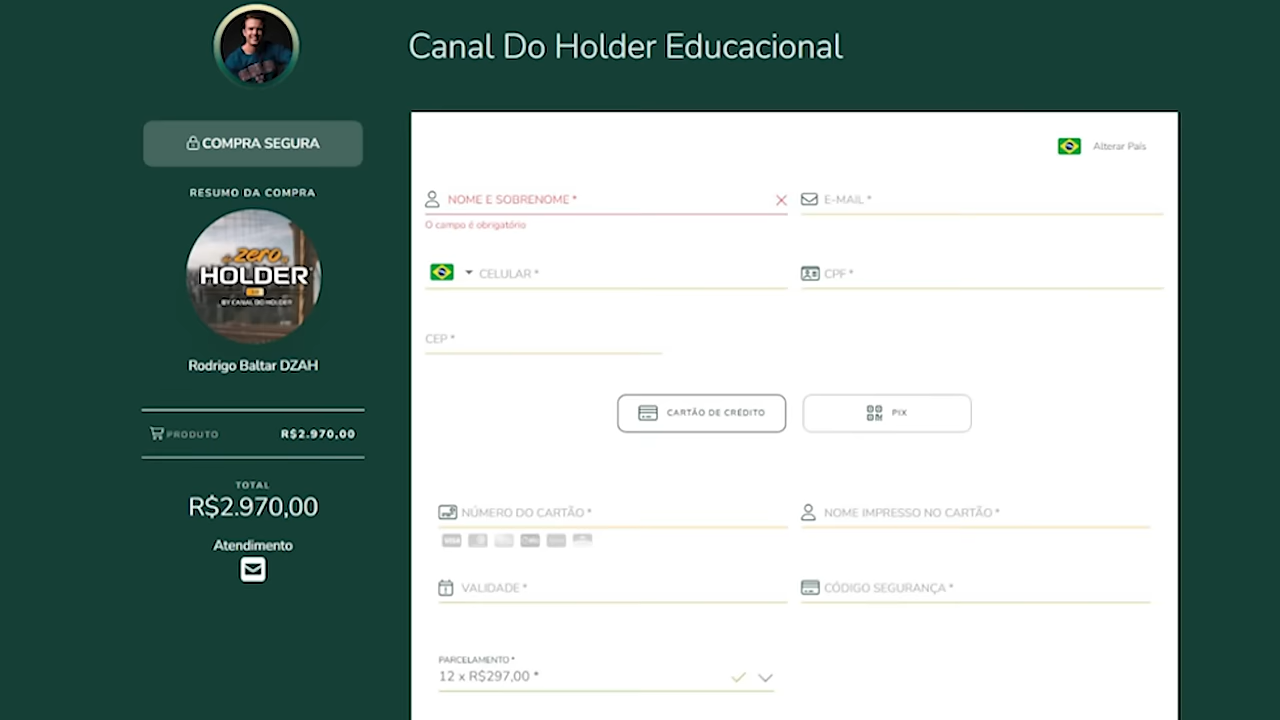 Canal Do Holder Educacional
COMPRA SEGURA
RESUMO DA COMPRA
zero
HOLDER
BY CANAL DO HOLDER
Rodrigo Baltar DZAH
PRODUTO R$2.970,00
TOTAL
R$2.970,00
Atendimento
Alterar País
NOME E SOBRENOME *
E-MAIL *
O campo é obrigatório
CELULAR *
CPF *
CEP *
CARTÃO DE CRÉDITO
PIX
NÚMERO DO CARTÃO *
NOME IMPRESSO NO CARTÃO *
VISA
VALIDADE *
CÓDIGO SEGURANÇA *
PARCELAMENTO *
12 x R$297,00 *